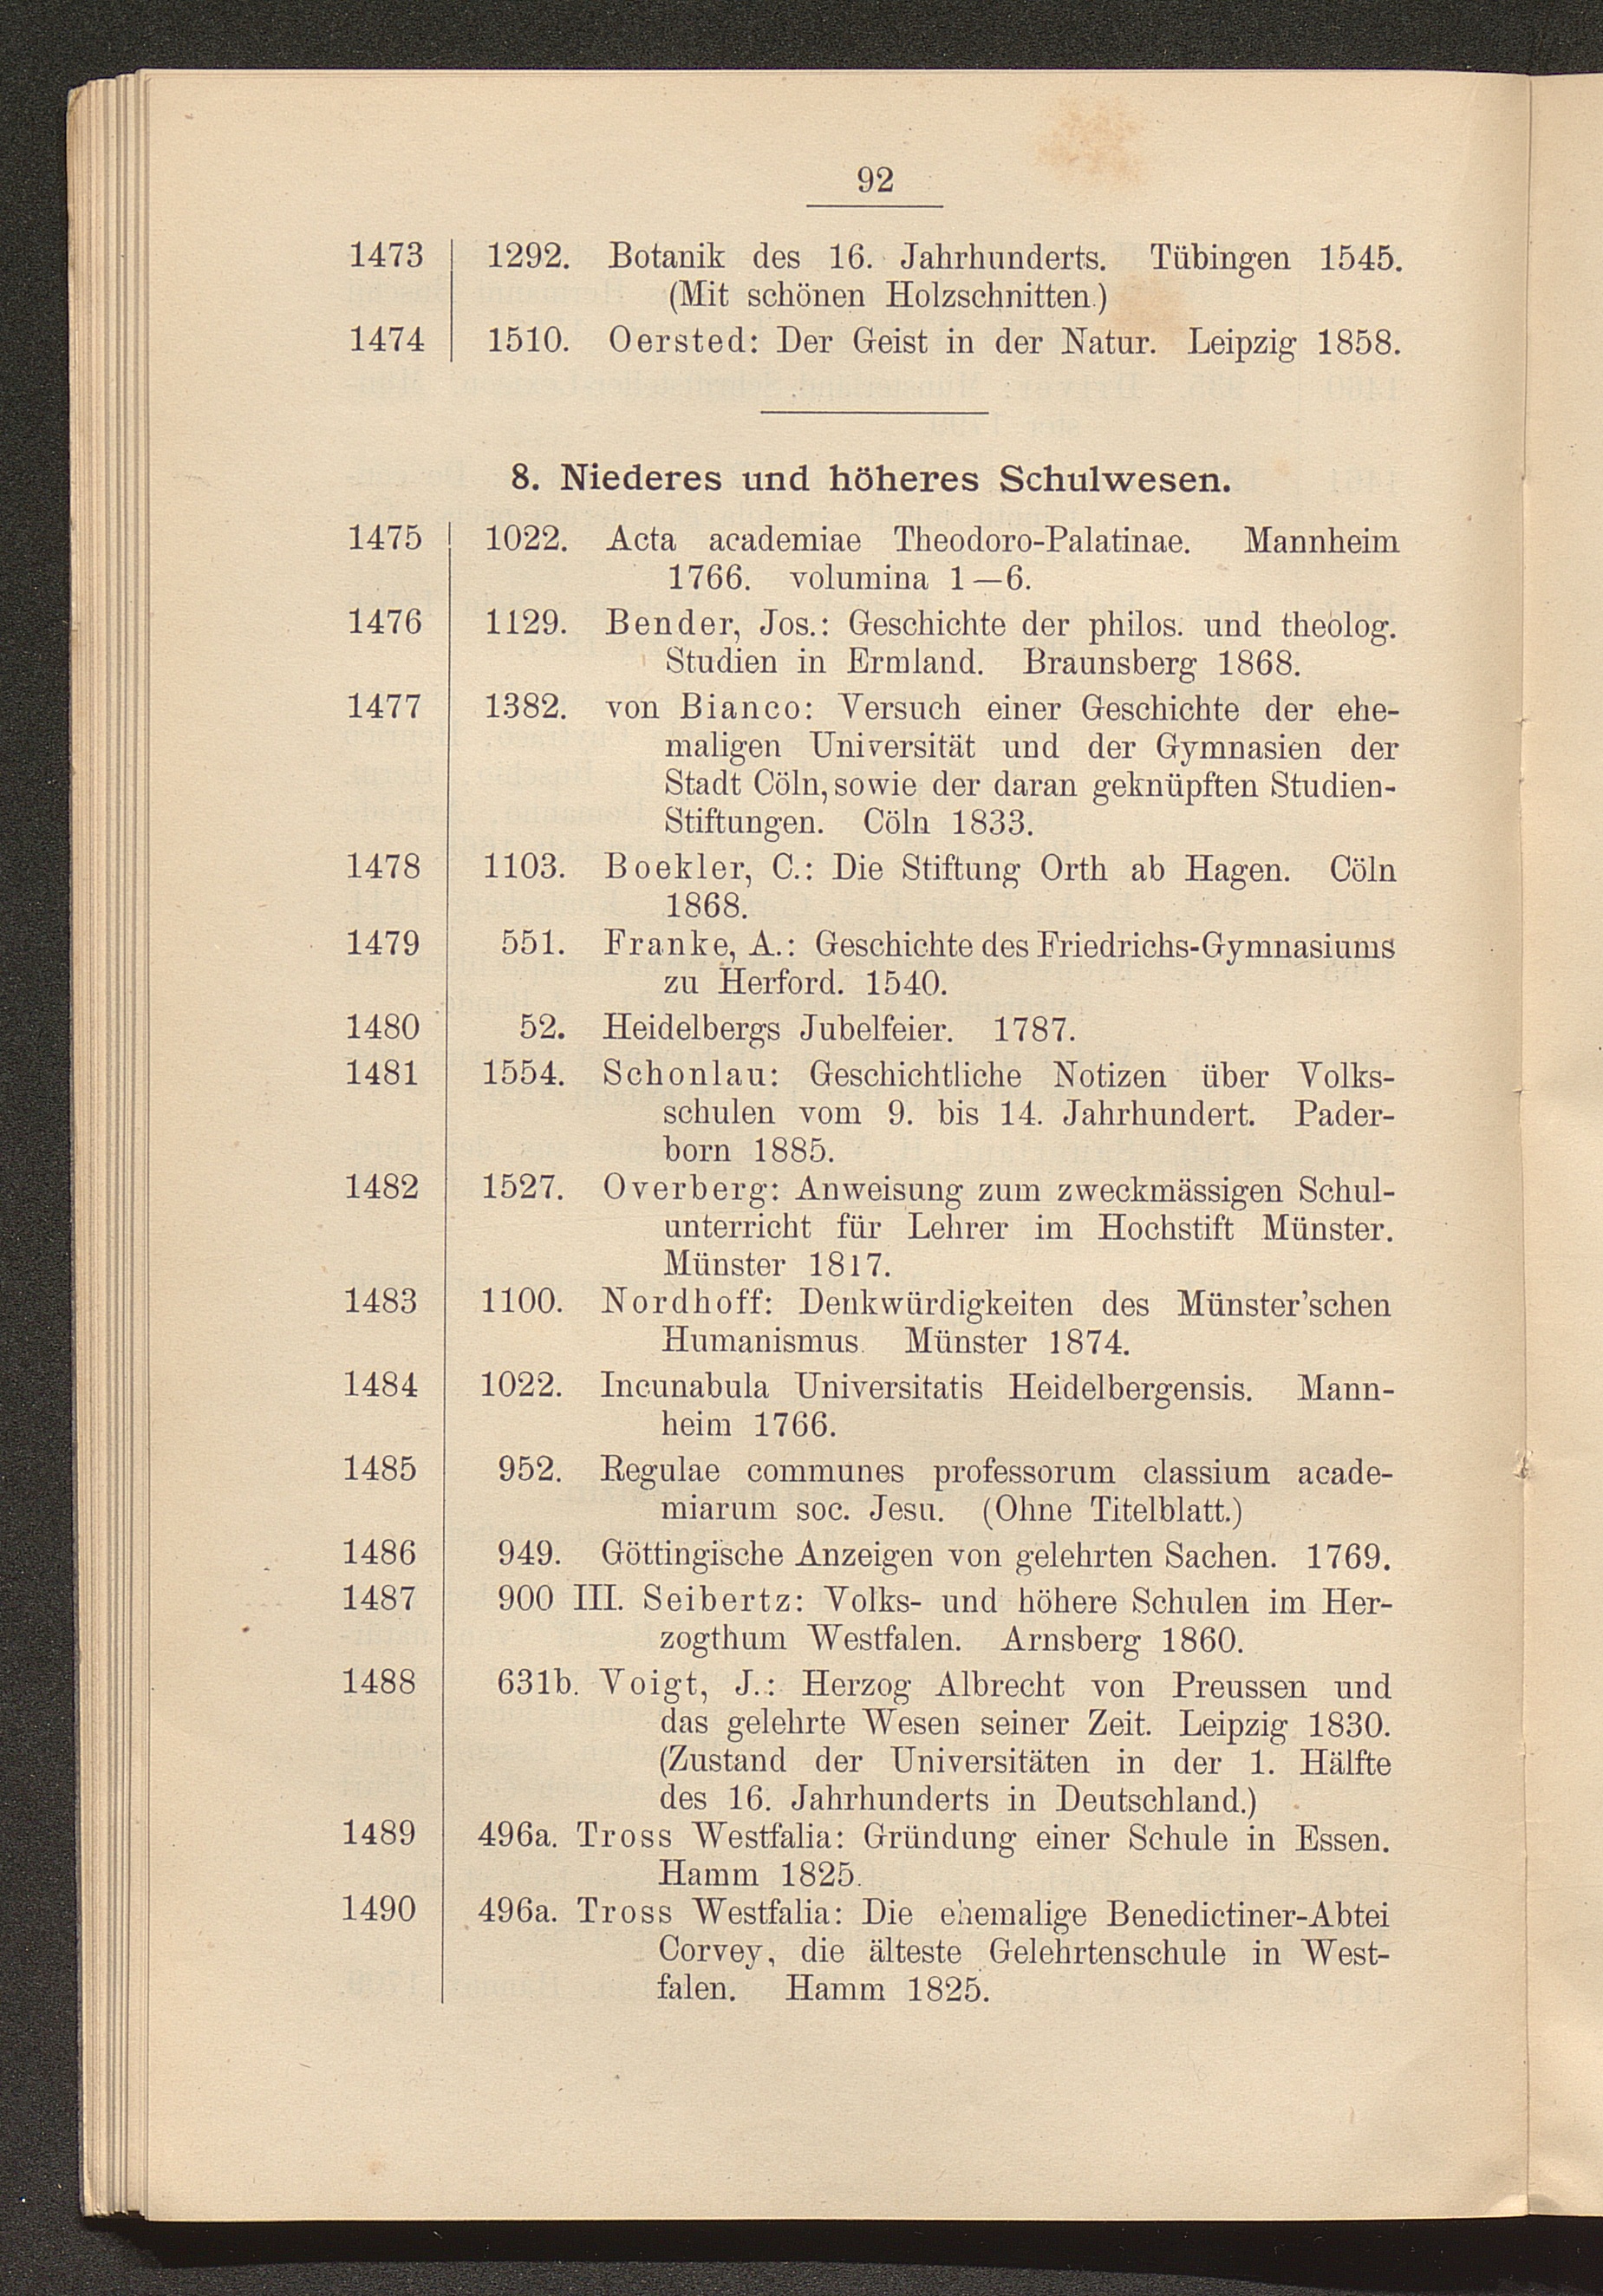 92
1473 1292. Botanik des 16. Jahrhunderts. Tübingen 1545.
(Mit schönen Holzschnitten.)
1474 1510. Oersted: Der Geist in der Natur. Leipzig 1858.
8. Niederes und höheres Schulwesen.
1475 1022. Acta academiae Theodoro-Palatinae. Mannheim
1766. volumina 1—6.
1476 1129. Bender, Jos.: Geschichte der philos. und theolog.
Studien in Ermland. Braunsberg 1868.
1477 1382. von Bianco: Versuch einer Geschichte der ehe-
maligen Universität und der Gymnasien der
Stadt Cöln, sowie der daran geknüpften Studien-
Stiftungen. Cöln 1833.
1478 1103. Boekler, C.: Die Stiftung Orth ab Hagen. Cöln
1868.
1479 551. Franke, A.: Geschichte des Friedrichs-Gymnasiums
zu Herford. 1540.
1480 52. Heidelbergs Jubelfeier. 1787.
1481 1554. Schonlau: Geschichtliche Notizen über Volks-
schulen vom 9. bis 14. Jahrhundert. Pader-
born 1885.
1482 1527. Overberg: Anweisung zum zweckmässigen Schul-
unterricht für Lehrer im Hochstift Münster.
Münster 1817.
1483 1100. Nordhoff: Denkwürdigkeiten des Münster'schen
Humanismus. Münster 1874.
1484 1022. Incunabula Universitatis Heidelbergensis. Mann-
heim 1766.
1485 952. Regulae communes professorum classium acade-
miarum soc. Jesu. (Ohne Titelblatt.)
1486 949. Göttingische Anzeigen von gelehrten Sachen. 1769.
1487 900 III. Seibertz: Volks- und höhere Schulen im Her-
zogthum Westfalen. Arnsberg 1860.
1488 631b. Voigt, J.: Herzog Albrecht von Preussen und
das gelehrte Wesen seiner Zeit. Leipzig 1830.
(Zustand der Universitäten in der 1. Hälfte
des 16. Jahrhunderts in Deutschland.)
1489 496a. Tross Westfalia: Gründung einer Schule in Essen.
Hamm 1825.
1490 496a. Tross Westfalia: Die ehemalige Benedictiner-Abtei
Corvey, die älteste Gelehrtenschule in West-
falen. Hamm 1825.